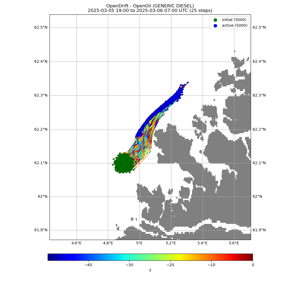 OpenDrift - OpenOil (GENERIC DIESEL)
2025-03-05 19:00 to 2025-03-06 07:00 UTC (25 steps)
initial (5000)
active (5000)
62.5°N 62.5°N
62.4°N 62.4°N
62.3°N 62.3°N
62.2°N 62.2°N
62.1°N 62.1°N
62°N 62°N
61.9°N 61.9°N
4.6°E 4.8°E 5°E 5.2°E 5.4°E 5.6°E
−40 −30 −20 −10 0
z